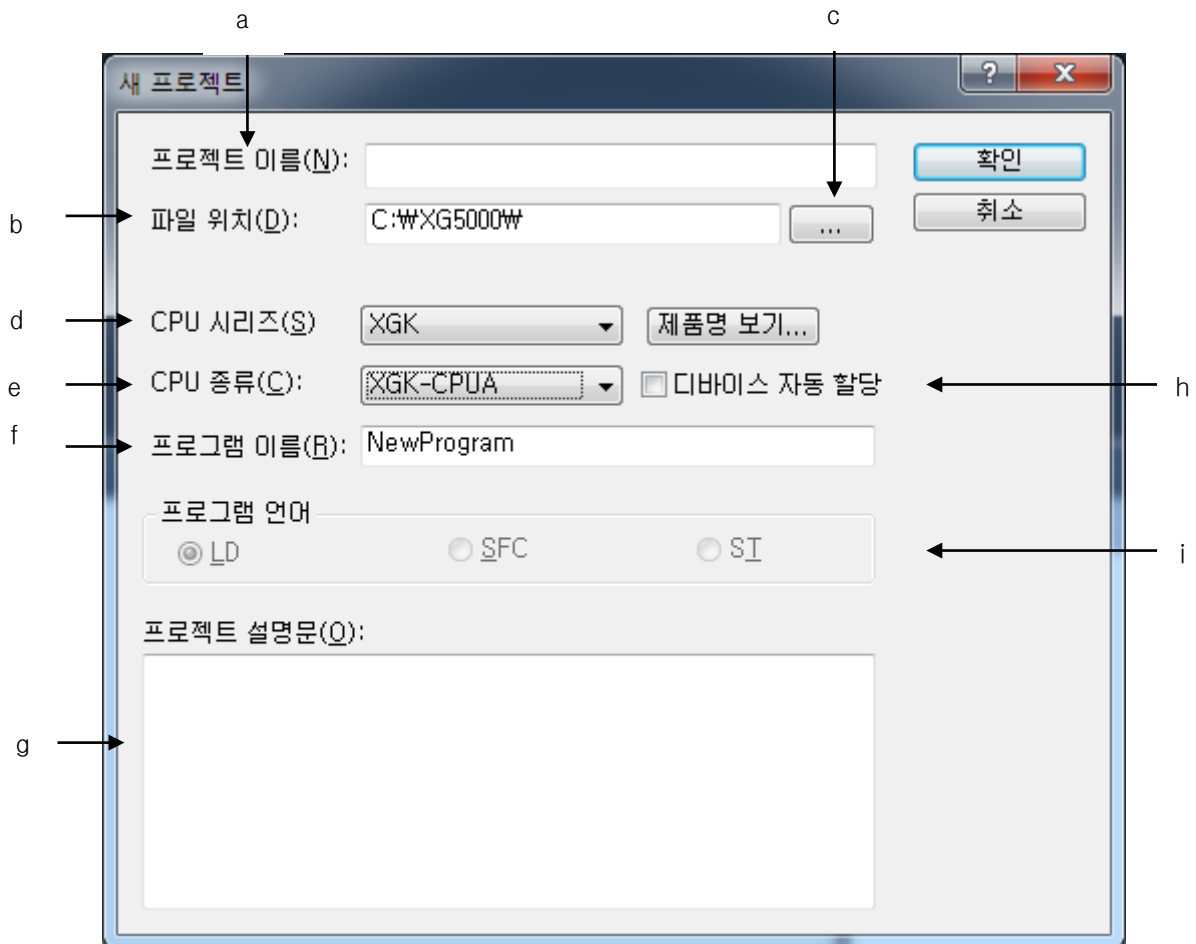 a
c
새 프로젝트
프로젝트 이름(N):
확인
b
파일 위치(D):
C:₩XG5000₩
...
취소
d
CPU 시리즈(S)
XGK
제품명 보기...
e
CPU 종류(C):
XGK-CPUA
디바이스 자동 할당
h
f
프로그램 이름(R):
NewProgram
프로그램 언어
LD
SFC
ST
i
프로젝트 설명문(O):
g